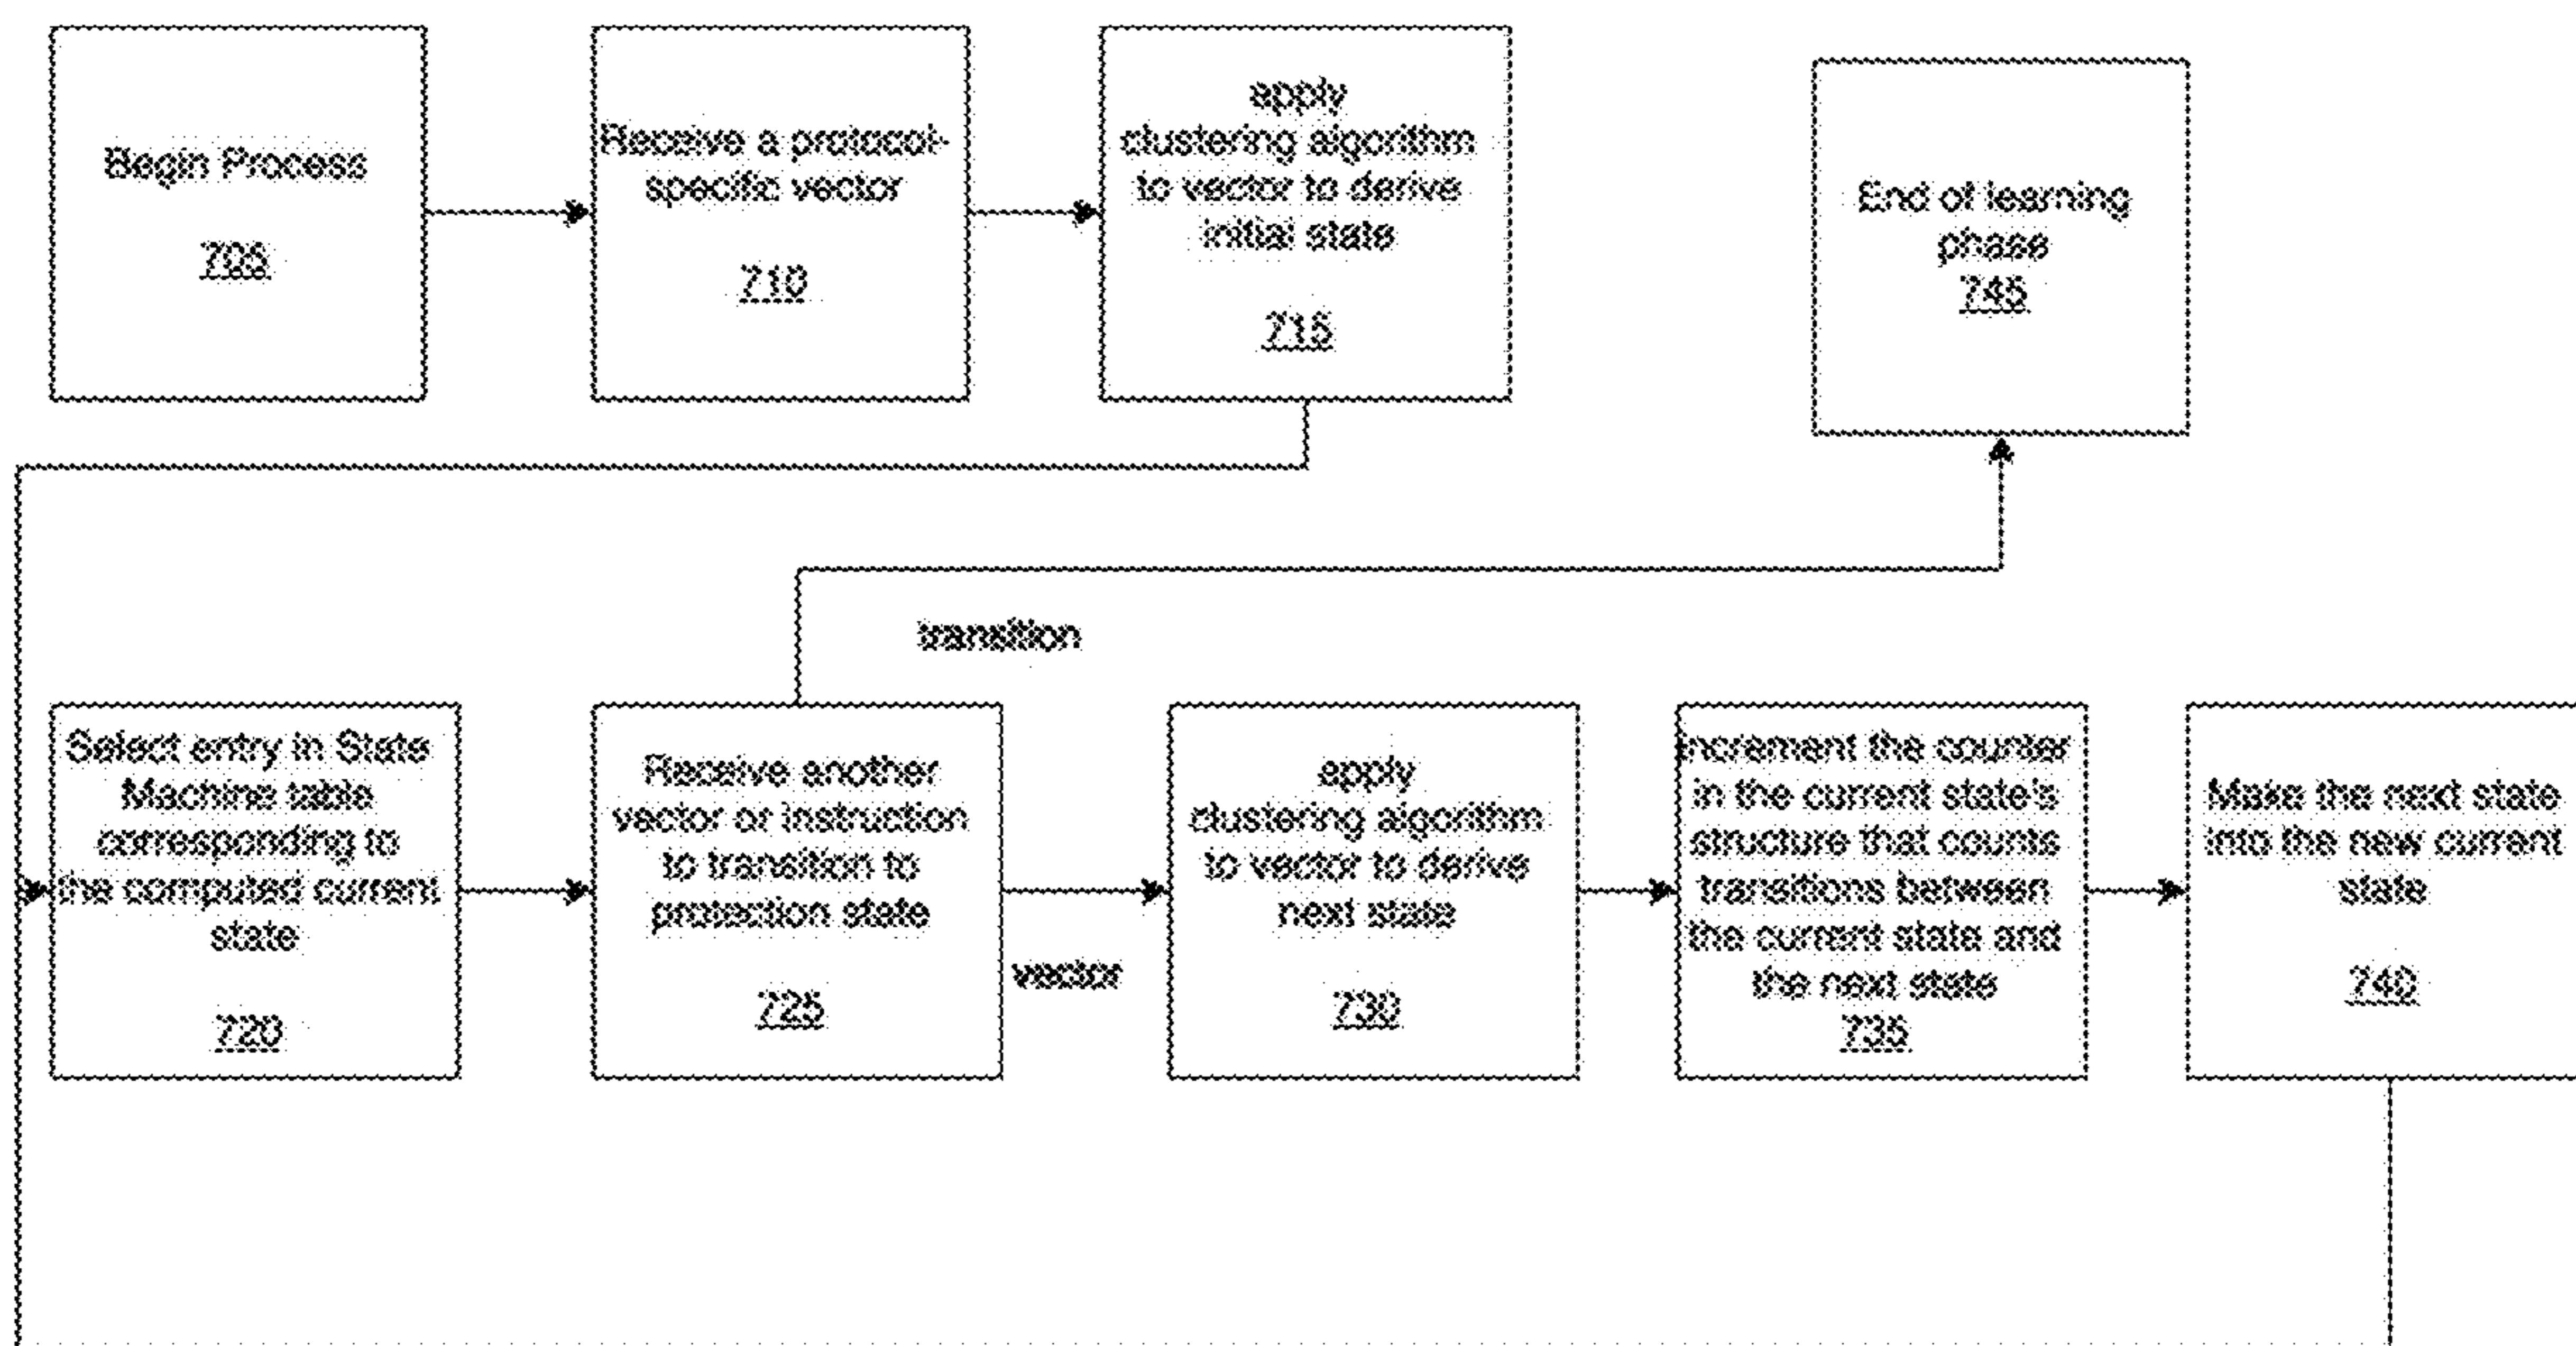 Begin Process
705
Receive a protocol-
specific vector
710
apply
clustering algorithm
to vector to derive
initial state
715
End of learning
phase
745
transition
Select entry in State
Machine table
corresponding to
the computed current
state
720
Receive another
vector or instruction
to transition to
protection state
725
vector
apply
clustering algorithm
to vector to derive
next state
730
increment the counter
in the current state's
structure that counts
transitions between
the current state and
the next state
735
Make the next state
into the new current
state
740